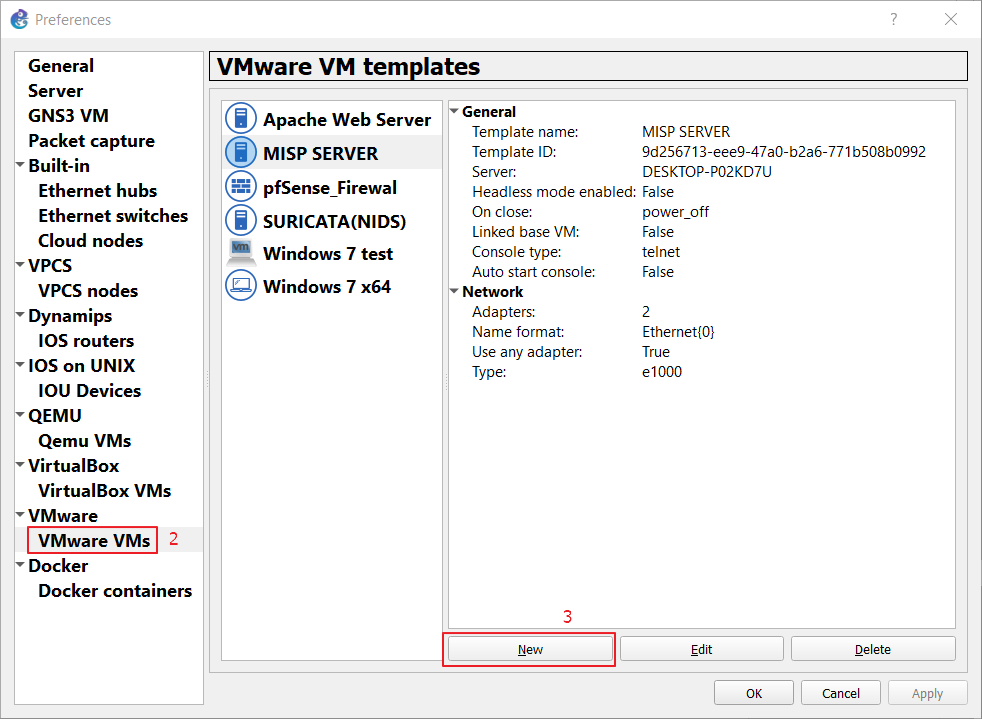 Preferences
?
General
Server
GNS3 VM
Packet capture
Built-in
Ethernet hubs
Ethernet switches
Cloud nodes
VPCS
VPCS nodes
Dynamips
IOS routers
IOS on UNIX
IOU Devices
QEMU
Qemu VMs
VirtualBox
VirtualBox VMs
VMware
VMware VMs 2
Docker
Docker containers
VMware VM templates
Apache Web Server
MISP SERVER
pfSense_Firewal
SURICATA(NIDS)
vm Windows 7 test
Windows 7 x64
General
Template name: MISP SERVER
Template ID: 9d256713-eee9-47a0-b2a6-771b508b0992
Server: DESKTOP-P02KD7U
Headless mode enabled: False
On close: power_off
Linked base VM: False
Console type: telnet
Auto start console: False
Network
Adapters: 2
Name format: Ethernet{0}
Use any adapter: True
Type: e1000
3
New Edit Delete
OK Cancel Apply